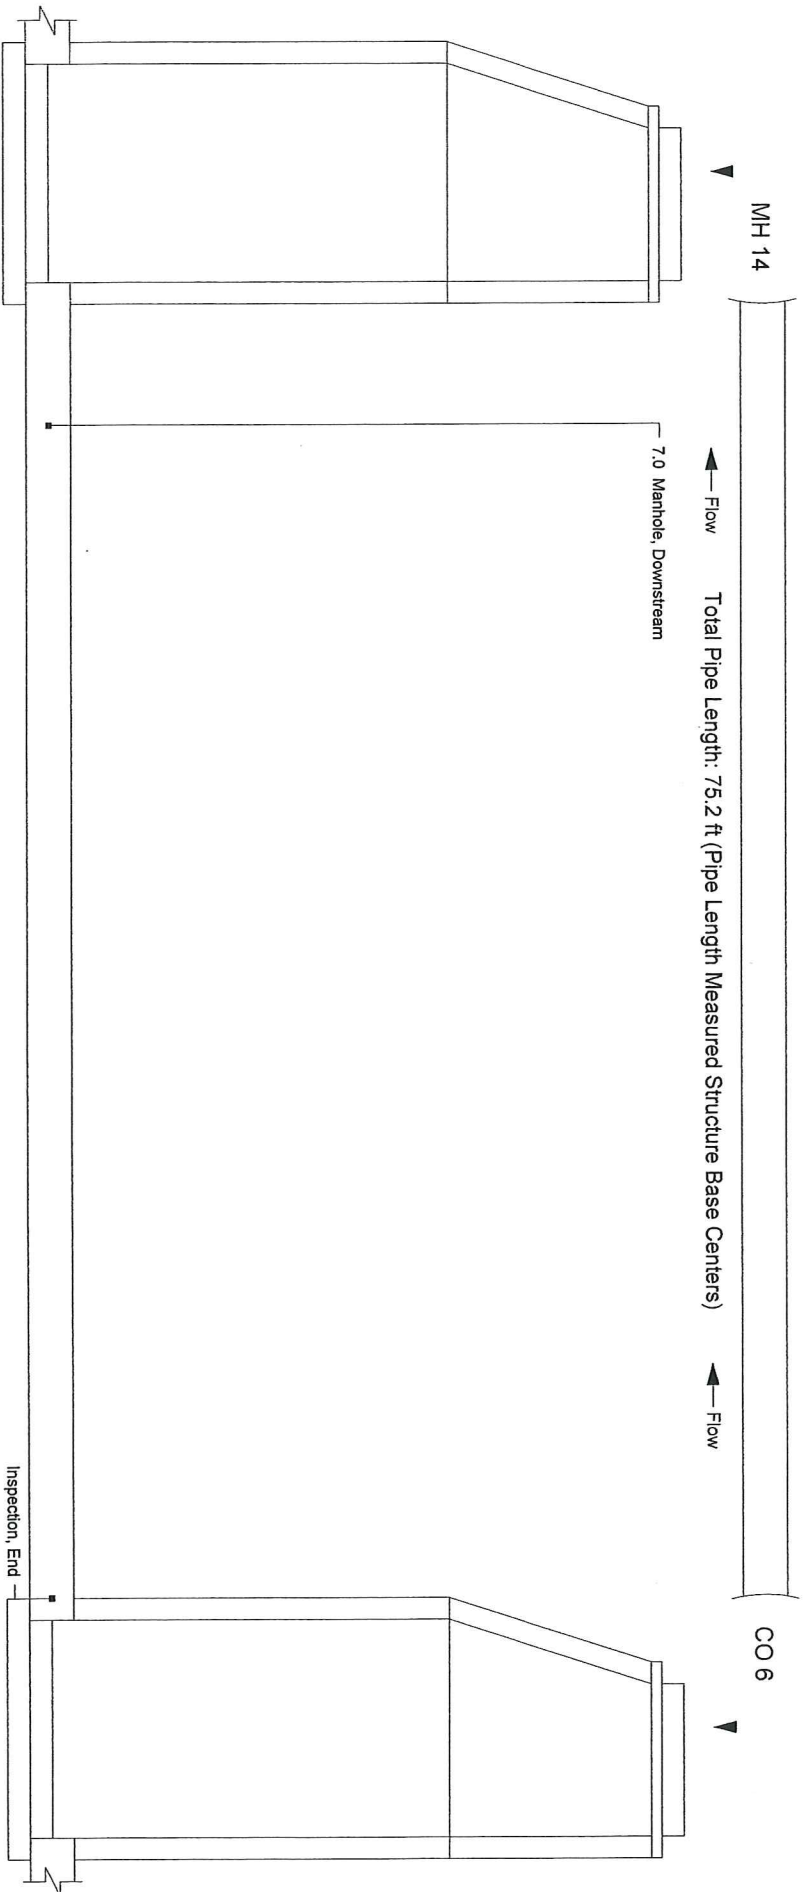 MH 14
CO 6
Flow
Total Pipe Length: 75.2 ft (Pipe Length Measured Structure Base Centers)
Flow
7.0 Manhole, Downstream
Inspection, End